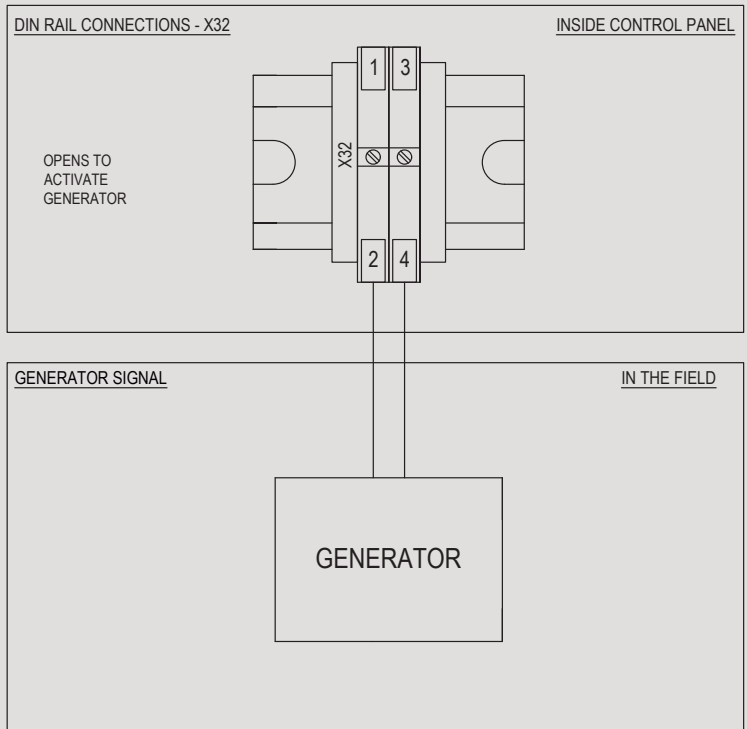 DIN RAIL CONNECTIONS - X32
INSIDE CONTROL PANEL
1
3
X32
OPENS TO
ACTIVATE
GENERATOR
2
4
GENERATOR SIGNAL
IN THE FIELD
GENERATOR